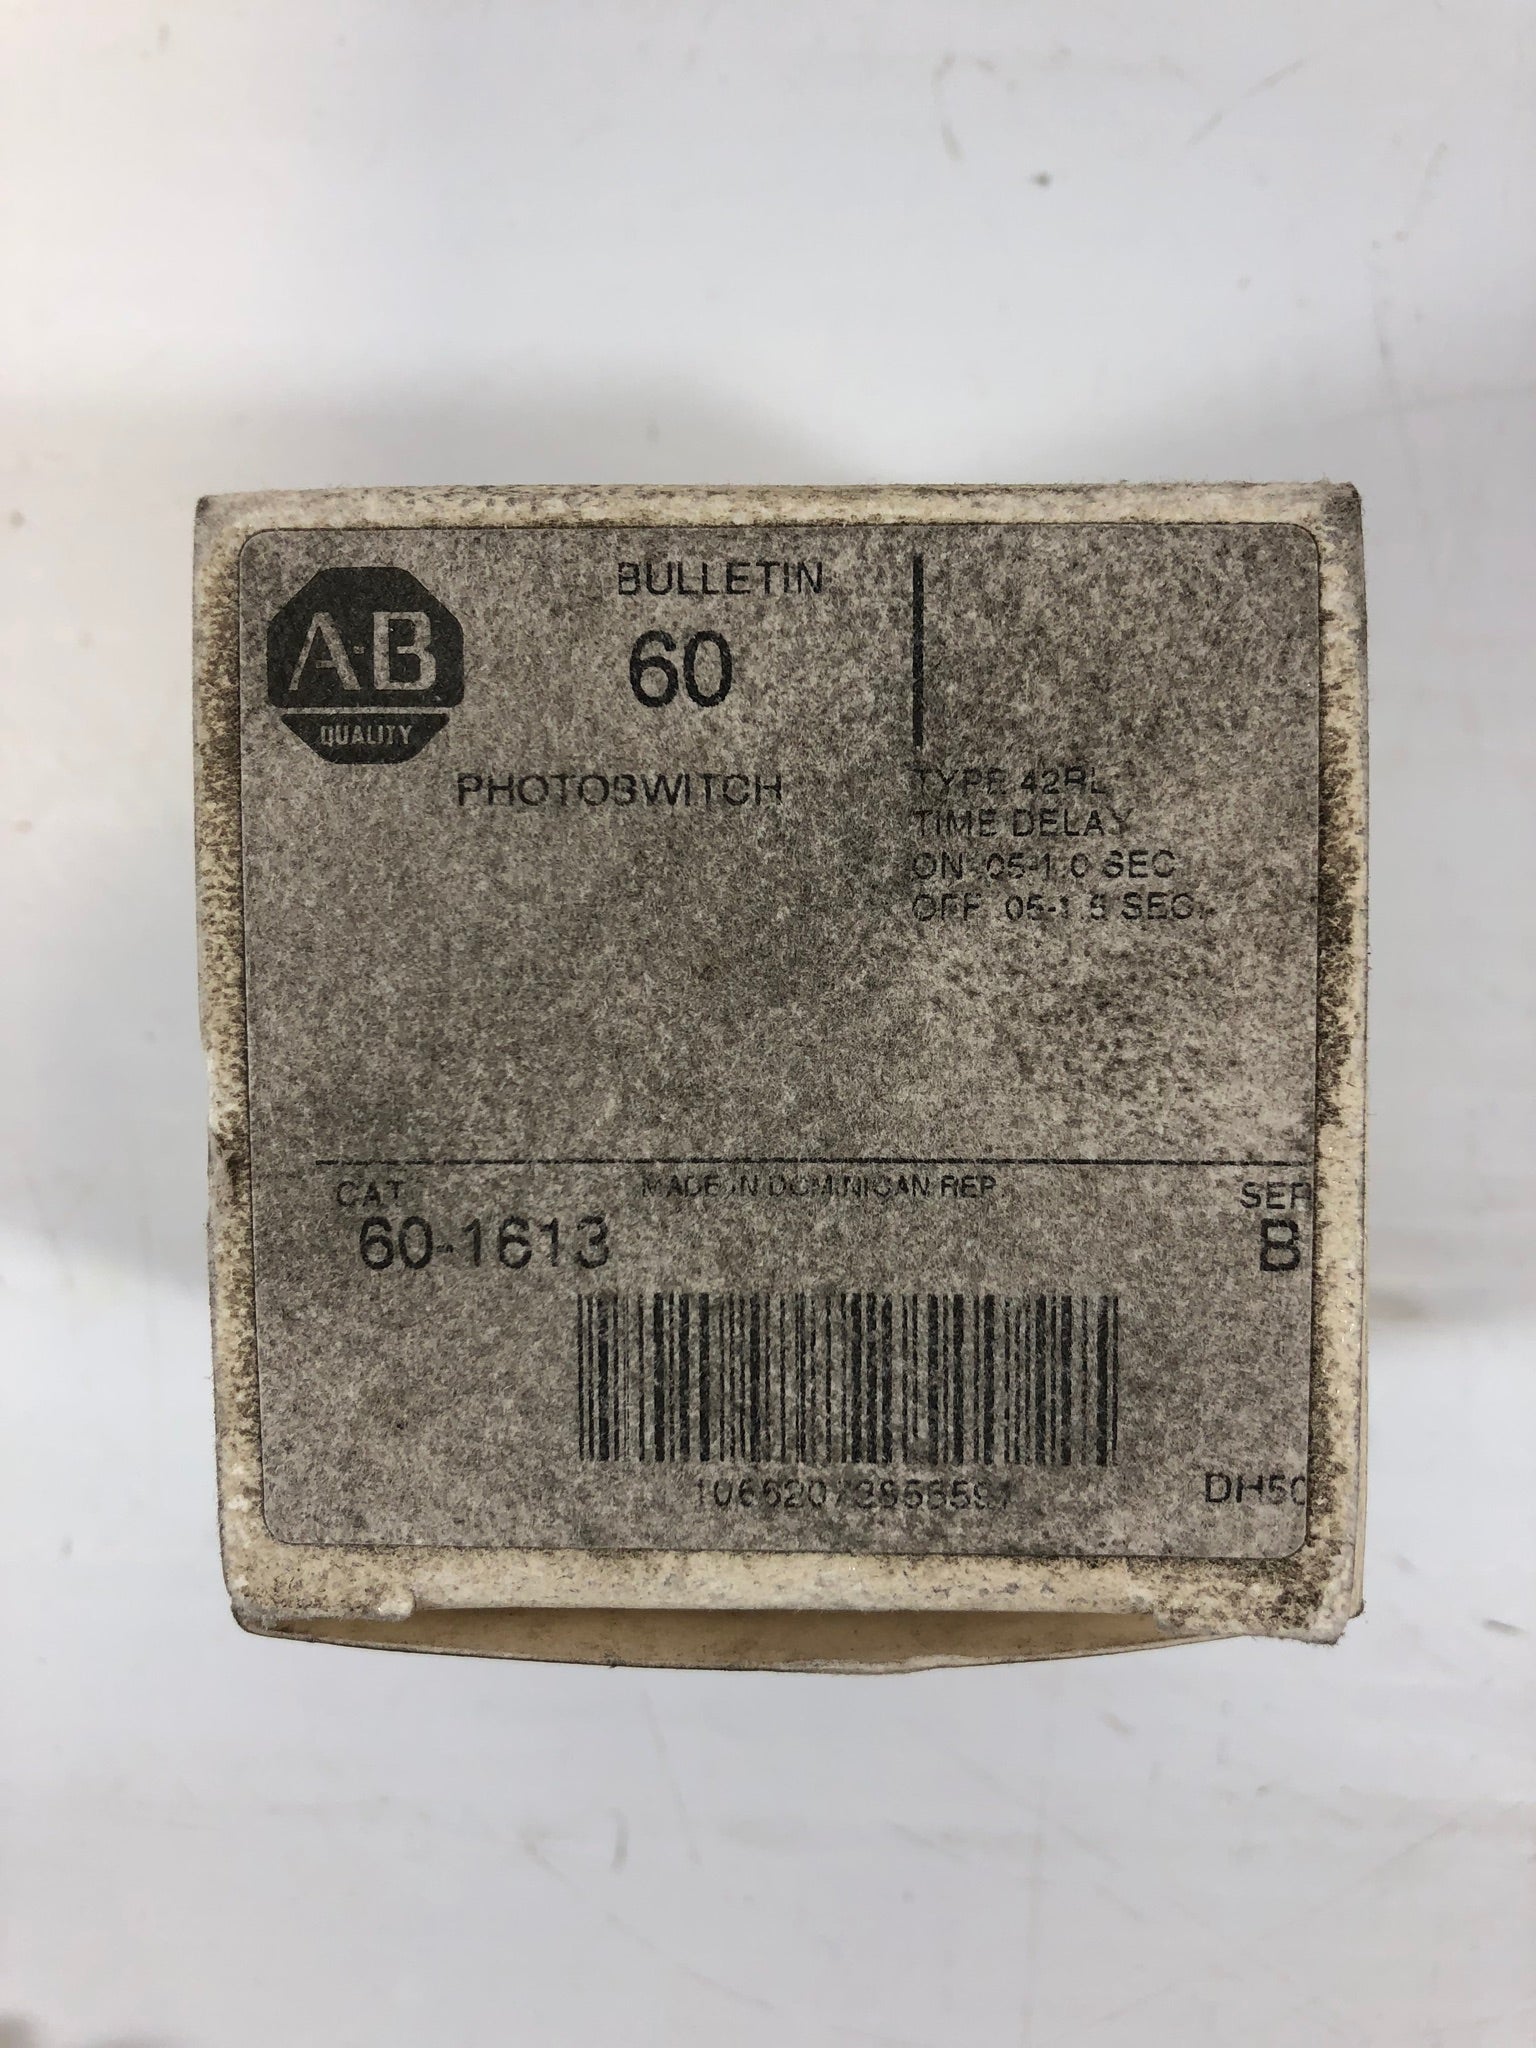 A-B
QUALITY
BULLETIN
60
PHOTOSWITCH
TYPE 42RL
TIME DELAY
ON .05-1.0 SEC
OFF .05-1.5 SEC.
CAT
MADE IN DOMINICAN REP
SER
60-1613
B
DH50